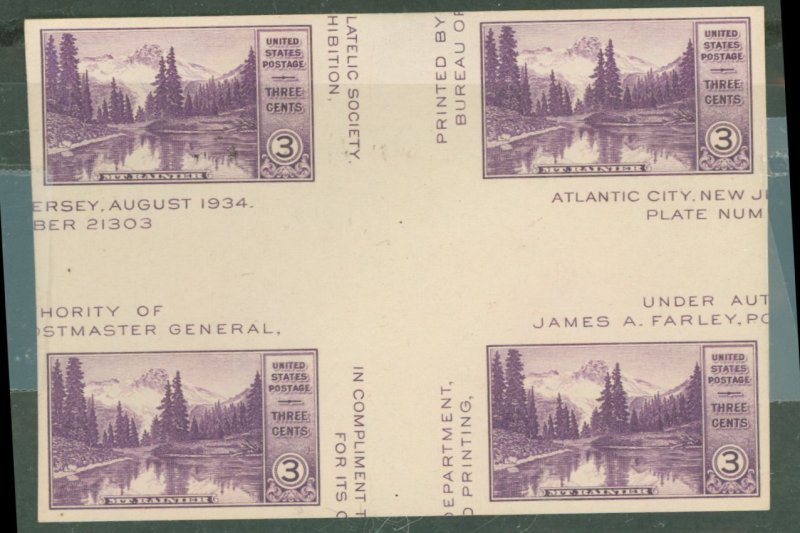 UNITED
STATES
POSTAGE
THREE
CENTS
3
MT. RAINIER
LATELIC SOCIETY,
HIBITION,
PRINTED BY
BUREAU OF
UNITED
STATES
POSTAGE
THREE
CENTS
3
MT. RAINIER
ERSEY, AUGUST 1934.
BER 21303
ATLANTIC CITY, NEW J
PLATE NUM
HORITY OF
OSTMASTER GENERAL,
UNDER AUT
JAMES A. FARLEY, PO
UNITED
STATES
POSTAGE
THREE
CENTS
3
MT. RAINIER
IN COMPLIMENT T
FOR ITS
DEPARTMENT,
D PRINTING,
UNITED
STATES
POSTAGE
THREE
CENTS
3
MT. RAINIER